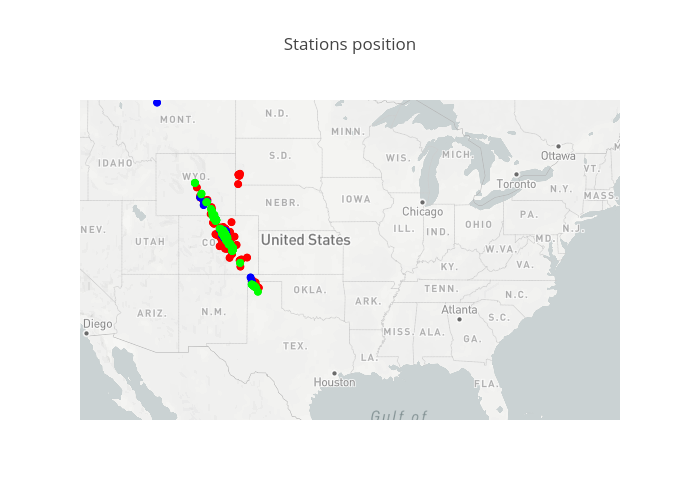 Stations position
MONT.
N.D.
MINN.
Ottawa
IDAHO
S.D.
WIS.
MICH.
VT.
Toronto
WYO.
N.Y.
MASS.
NEBR.
IOWA
Chicago
PA.
NEV.
UTAH
CO
United States
ILL.
IND.
OHIO
MD.
N.J.
W.VA.
KY.
VA.
ARIZ.
N.M.
OKLA.
ARK.
TENN.
N.C.
Diego
Atlanta
S.C.
MISS.
ALA.
GA.
TEX.
LA.
Houston
FLA.
Gulf of